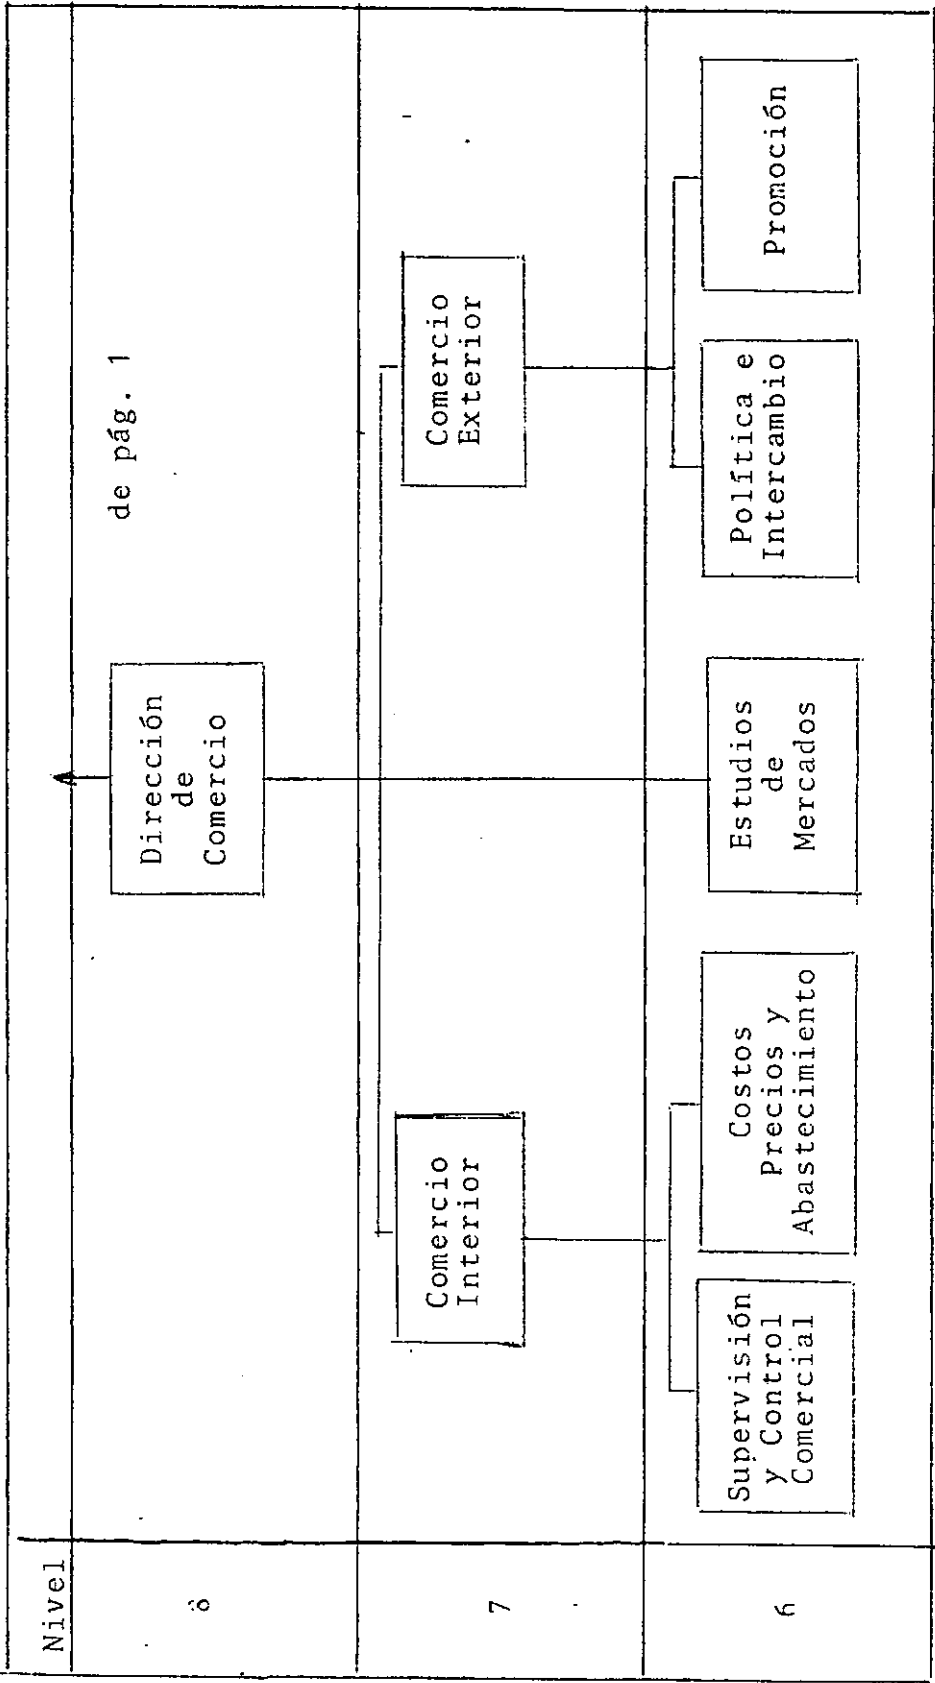 Nivel
8
de pág. 1
Dirección
de
Comercio
7
Comercio
Interior
Comercio
Exterior
6
Supervisión
y Control
Comercial
Costos
Precios y
Abastecimiento
Estudios
de
Mercados
Política e
Intercambio
Promoción